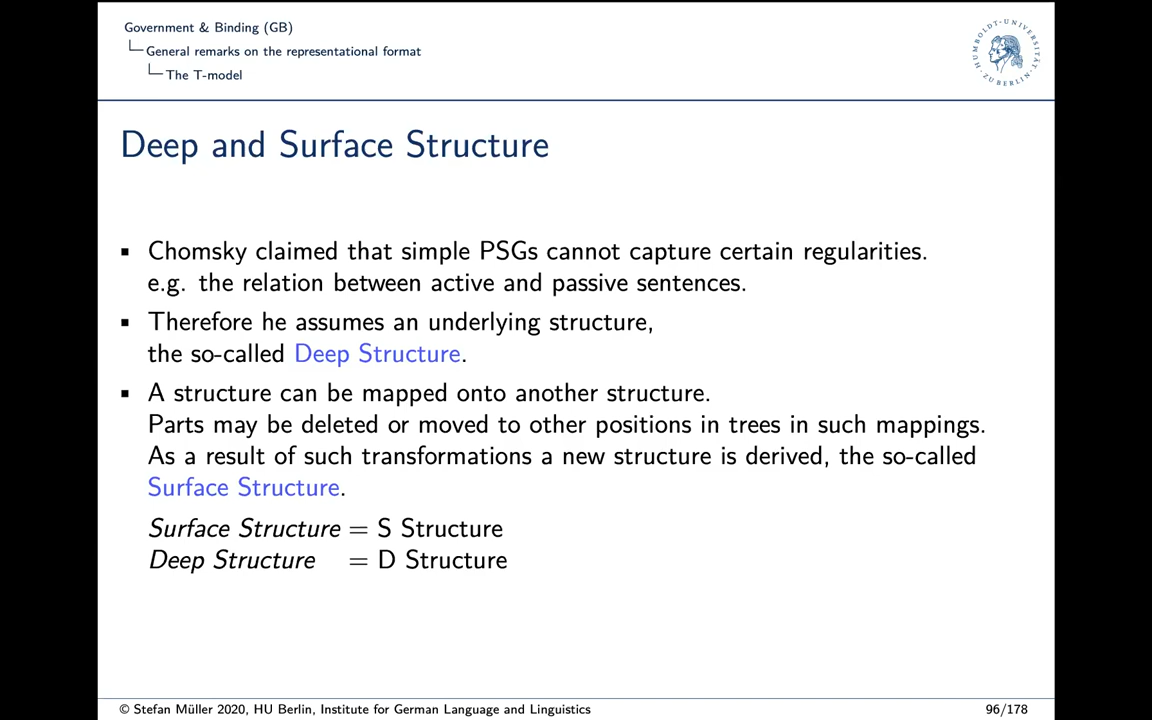 Government & Binding (GB)
General remarks on the representational format
The T-model
HUMBOLDT-UNIVERSITÄT · ZU BERLIN ·
Deep and Surface Structure
▪ Chomsky claimed that simple PSGs cannot capture certain regularities.
e.g. the relation between active and passive sentences.
▪ Therefore he assumes an underlying structure,
the so-called Deep Structure.
▪ A structure can be mapped onto another structure.
Parts may be deleted or moved to other positions in trees in such mappings.
As a result of such transformations a new structure is derived, the so-called
Surface Structure.
Surface Structure = S Structure
Deep Structure = D Structure
© Stefan Müller 2020, HU Berlin, Institute for German Language and Linguistics
96/178